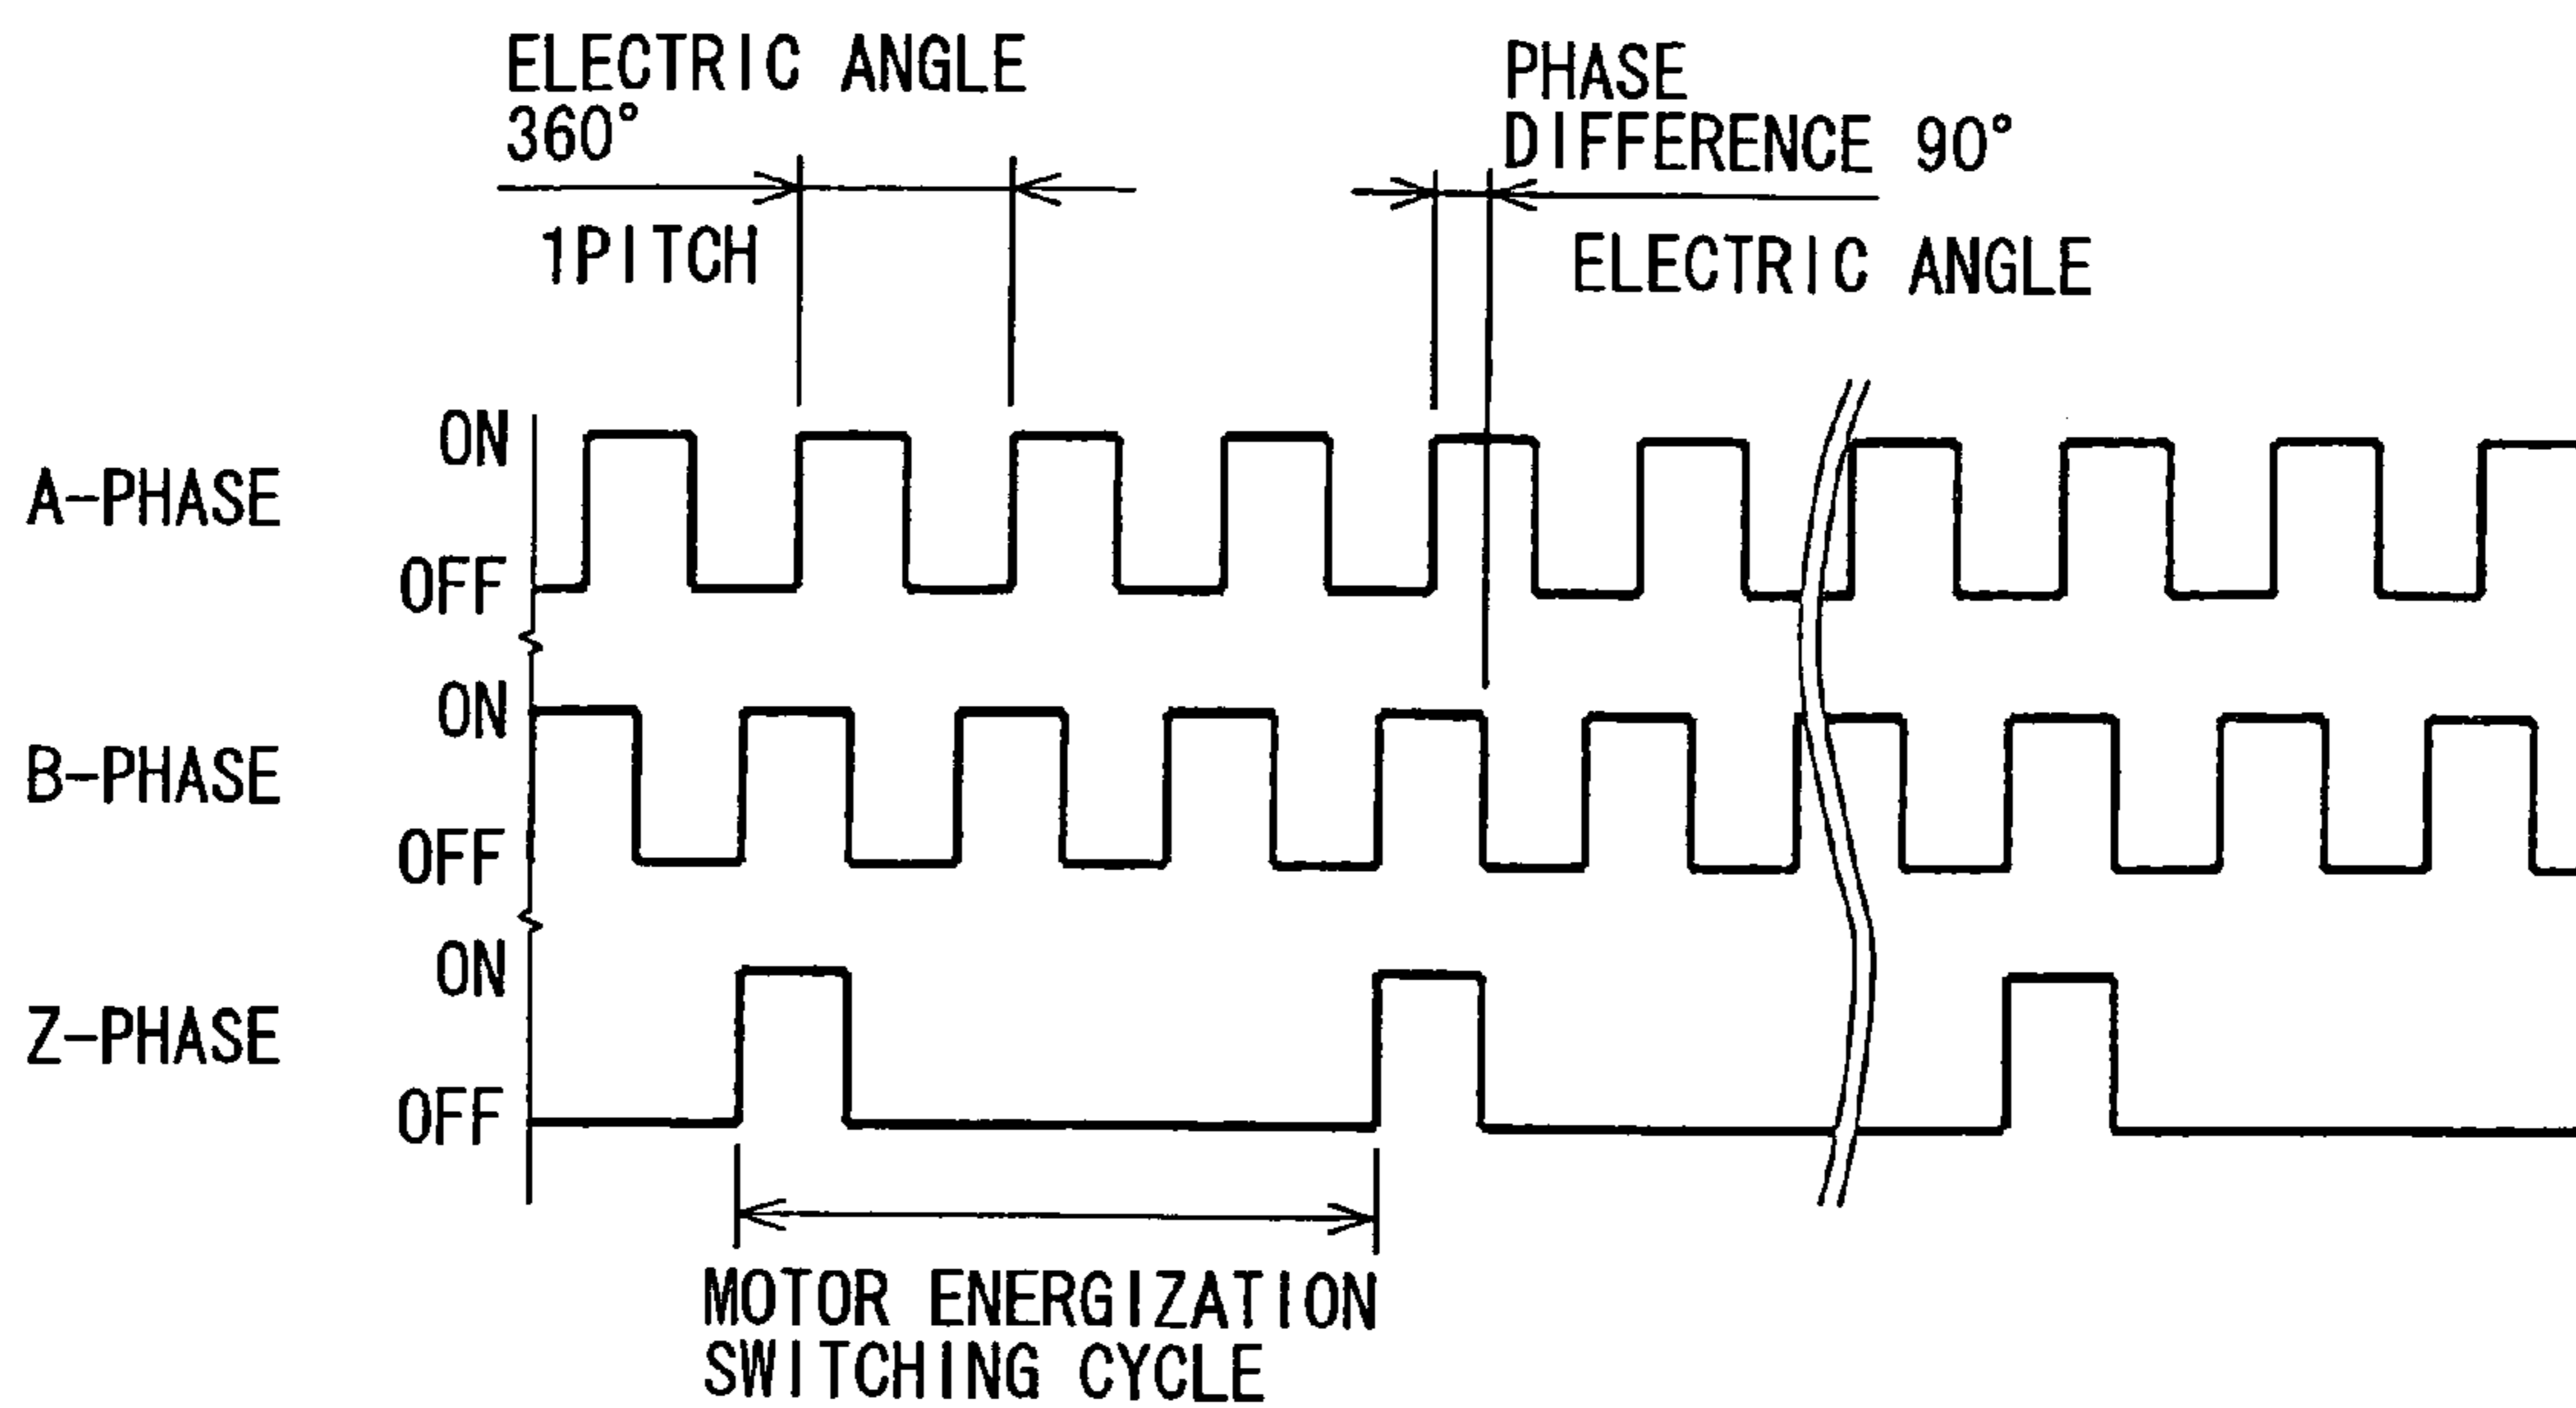 ELECTRIC ANGLE
360°
1PITCH
PHASE
DIFFERENCE 90°
ELECTRIC ANGLE
A-PHASE
ON
OFF
B-PHASE
ON
OFF
Z-PHASE
ON
OFF
MOTOR ENERGIZATION
SWITCHING CYCLE